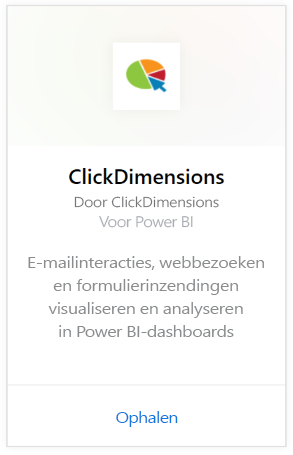 ClickDimensions
Door ClickDimensions
Voor Power BI
E-mailinteracties, webbezoeken
en formulierinzendingen
visualiseren en analyseren
in Power BI-dashboards
Ophalen